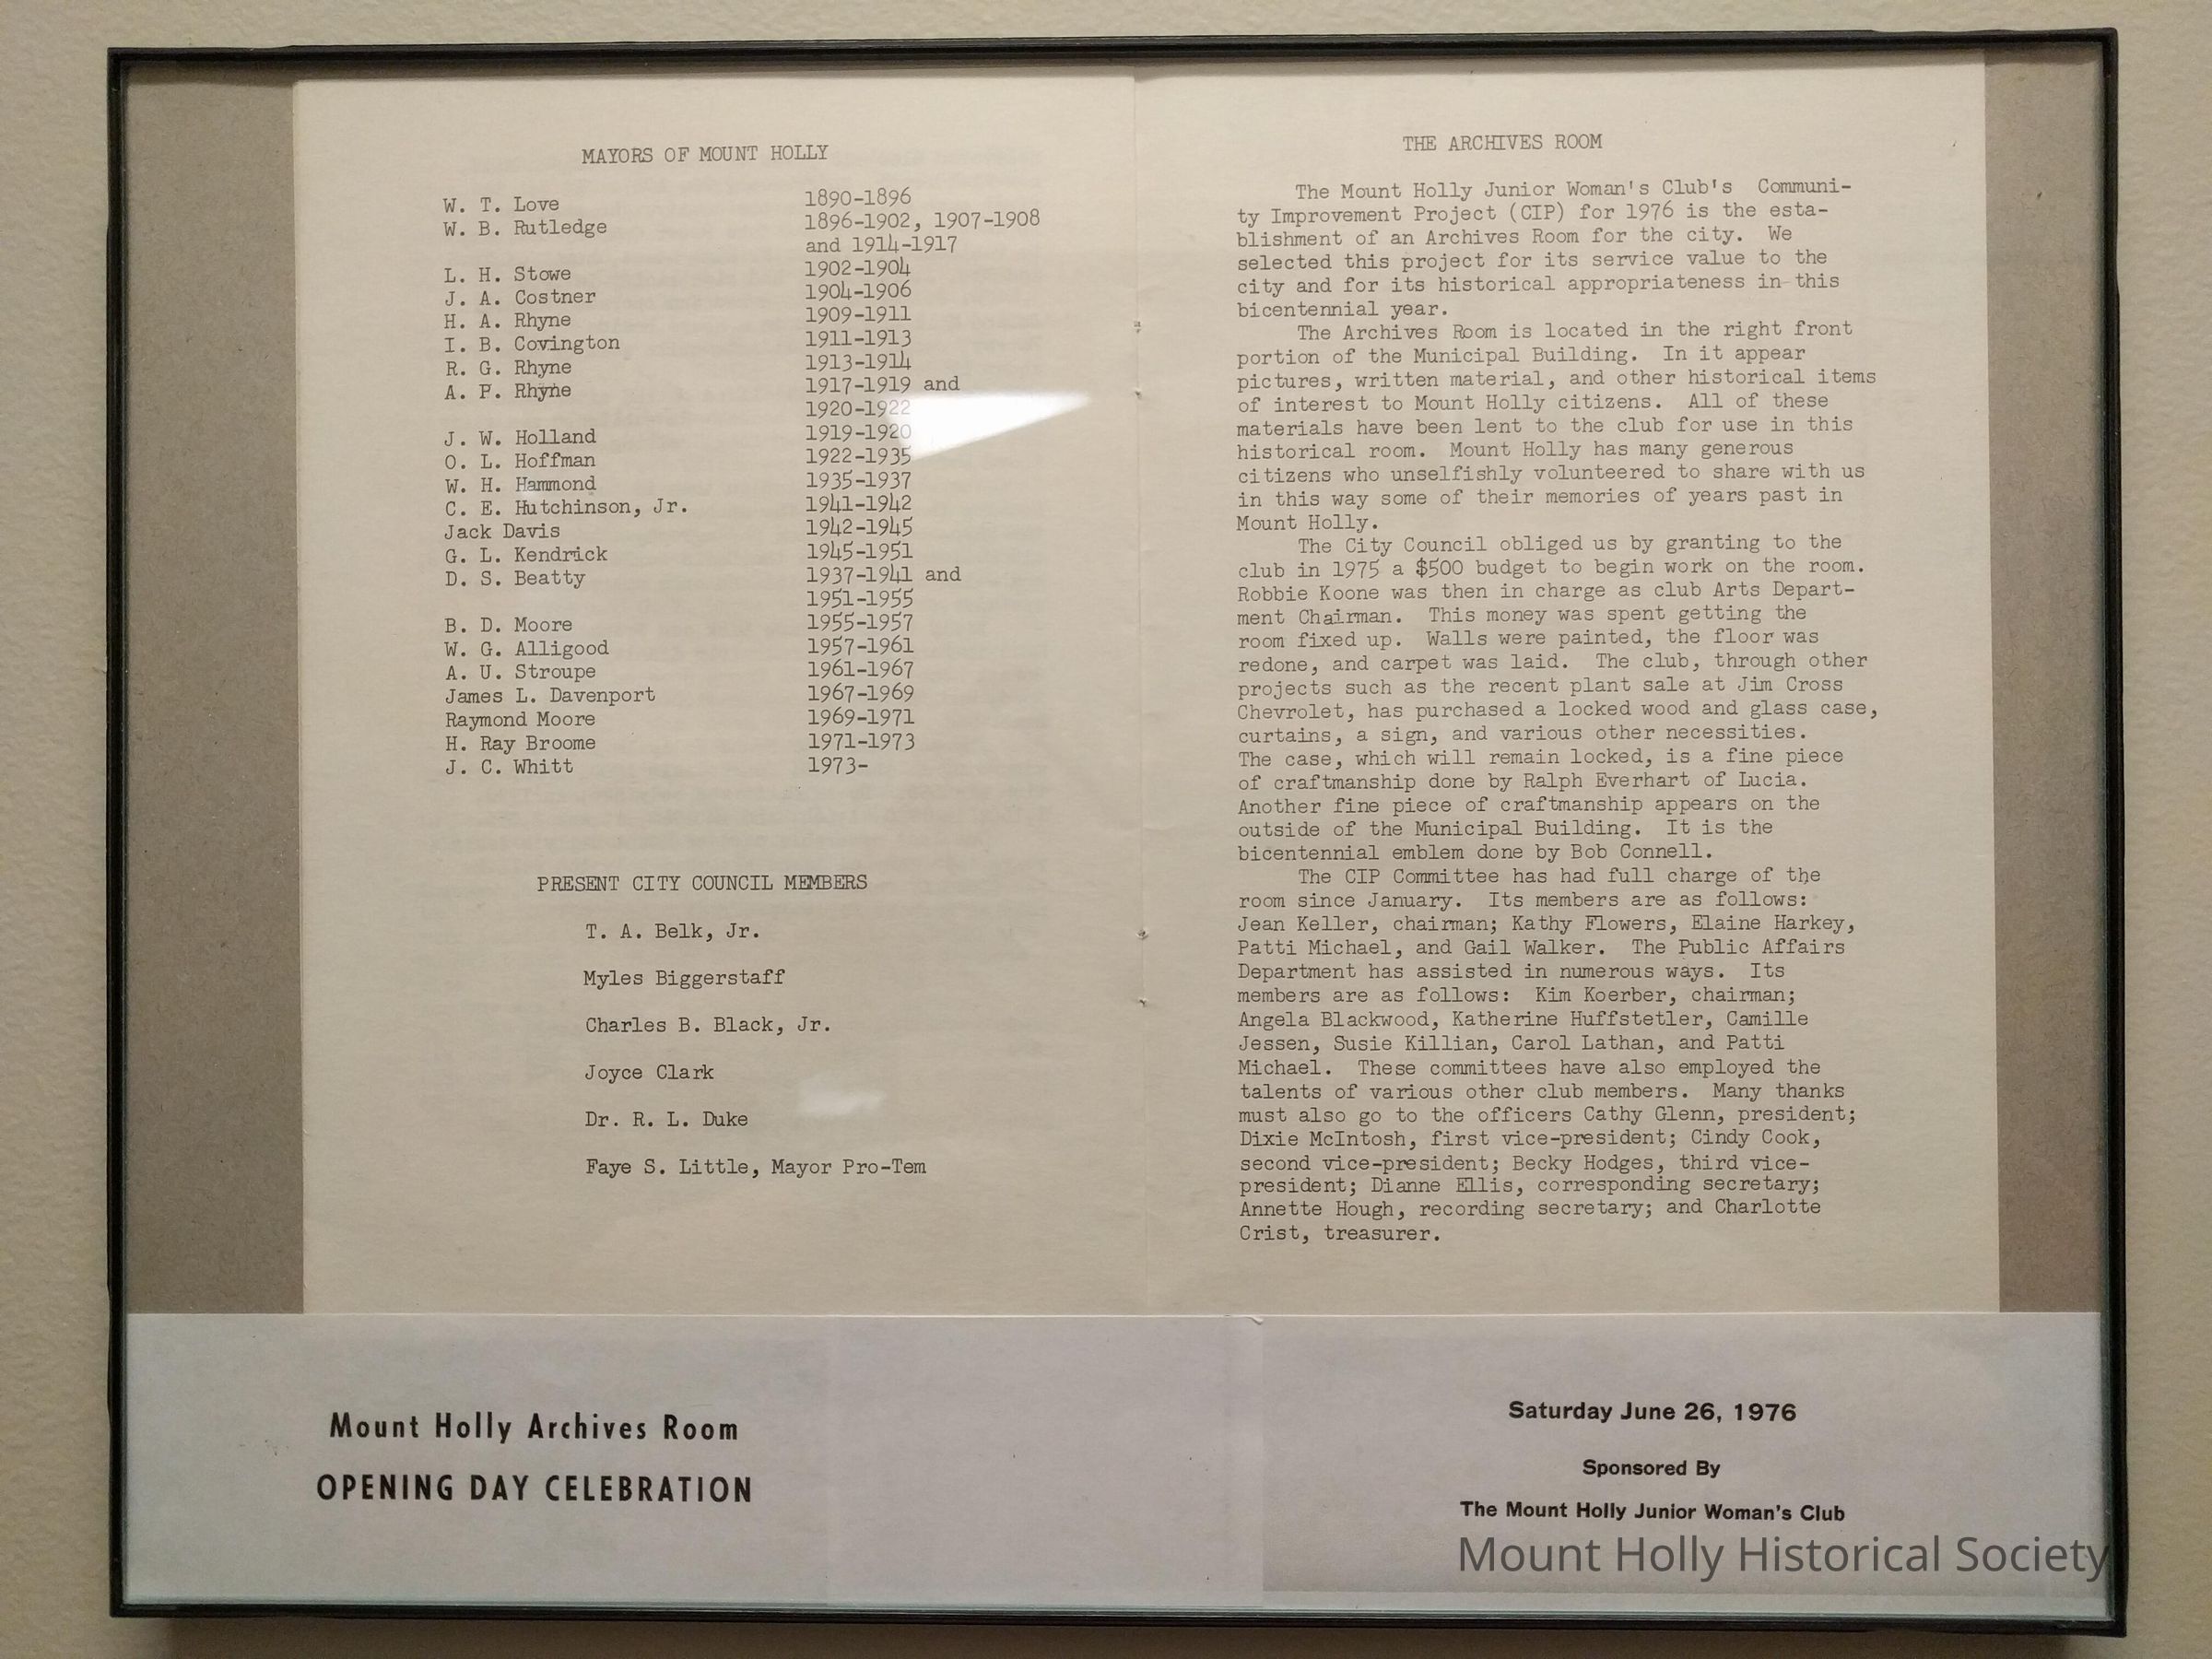 MAYORS OF MOUNT HOLLY
W. T. Love 1890-1896
W. B. Rutledge 1896-1902, 1907-1908
and 1914-1917
L. H. Stowe 1902-1904
J. A. Costner 1904-1906
H. A. Rhyne 1909-1911
I. B. Covington 1911-1913
R. G. Rhyne 1913-1914
A. P. Rhyne 1917-1919 and
1920-1922
J. W. Holland 1919-1920
O. L. Hoffman 1922-1935
W. H. Hammond 1935-1937
C. E. Hutchinson, Jr. 1941-1942
Jack Davis 1942-1945
G. L. Kendrick 1945-1951
D. S. Beatty 1937-1941 and
1951-1955
B. D. Moore 1955-1957
W. G. Alligood 1957-1961
A. U. Stroupe 1961-1967
James L. Davenport 1967-1969
Raymond Moore 1969-1971
H. Ray Broome 1971-1973
J. C. Whitt 1973-
PRESENT CITY COUNCIL MEMBERS
T. A. Belk, Jr.
Myles Biggerstaff
Charles B. Black, Jr.
Joyce Clark
Dr. R. L. Duke
Faye S. Little, Mayor Pro-Tem
THE ARCHIVES ROOM
The Mount Holly Junior Woman's Club's Communi-
ty Improvement Project (CIP) for 1976 is the esta-
blishment of an Archives Room for the city. We
selected this project for its service value to the
city and for its historical appropriateness in this
bicentennial year.
The Archives Room is located in the right front
portion of the Municipal Building. In it appear
pictures, written material, and other historical items
of interest to Mount Holly citizens. All of these
materials have been lent to the club for use in this
historical room. Mount Holly has many generous
citizens who unselfishly volunteered to share with us
in this way some of their memories of years past in
Mount Holly.
The City Council obliged us by granting to the
club in 1975 a $500 budget to begin work on the room.
Robbie Koone was then in charge as club Arts Depart-
ment Chairman. This money was spent getting the
room fixed up. Walls were painted, the floor was
redone, and carpet was laid. The club, through other
projects such as the recent plant sale at Jim Cross
Chevrolet, has purchased a locked wood and glass case,
curtains, a sign, and various other necessities.
The case, which will remain locked, is a fine piece
of craftmanship done by Ralph Everhart of Lucia.
Another fine piece of craftmanship appears on the
outside of the Municipal Building. It is the
bicentennial emblem done by Bob Connell.
The CIP Committee has had full charge of the
room since January. Its members are as follows:
Jean Keller, chairman; Kathy Flowers, Elaine Harkey,
Patti Michael, and Gail Walker. The Public Affairs
Department has assisted in numerous ways. Its
members are as follows: Kim Koerber, chairman;
Angela Blackwood, Katherine Huffstetler, Camille
Jessen, Susie Killian, Carol Lathan, and Patti
Michael. These committees have also employed the
talents of various other club members. Many thanks
must also go to the officers Cathy Glenn, president;
Dixie McIntosh, first vice-president; Cindy Cook,
second vice-president; Becky Hodges, third vice-
president; Dianne Ellis, corresponding secretary;
Annette Hough, recording secretary; and Charlotte
Crist, treasurer.
Mount Holly Archives Room
OPENING DAY CELEBRATION
Saturday June 26, 1976
Sponsored By
The Mount Holly Junior Woman's Club
Mount Holly Historical Society